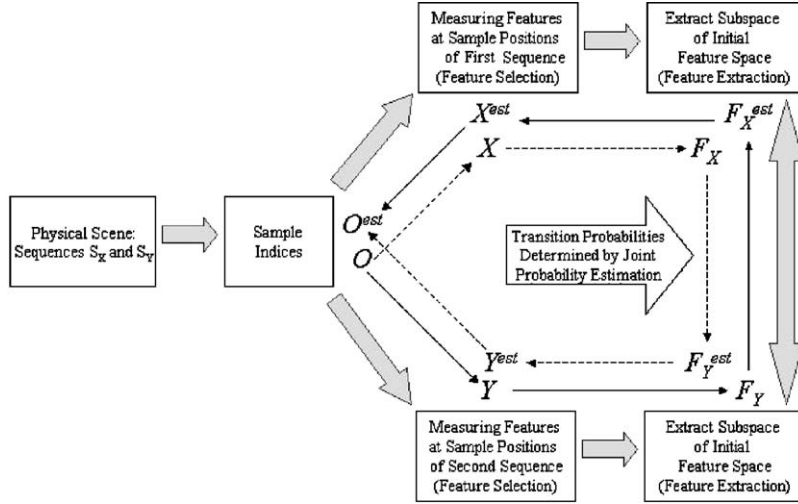 Measuring Features
at Sample Positions
of First Sequence
(Feature Selection)
Extract Subspace
of Initial
Feature Space
(Feature Extraction)
X^est
F_X^est
X
F_X
Physical Scene:
Sequences S_X and S_Y
Sample
Indices
O^est
O
Transition Probabilities
Determined by Joint
Probability Estimation
Y^est
F_Y^est
Y
F_Y
Measuring Features
at Sample Positions
of Second Sequence
(Feature Selection)
Extract Subspace
of Initial
Feature Space
(Feature Extraction)